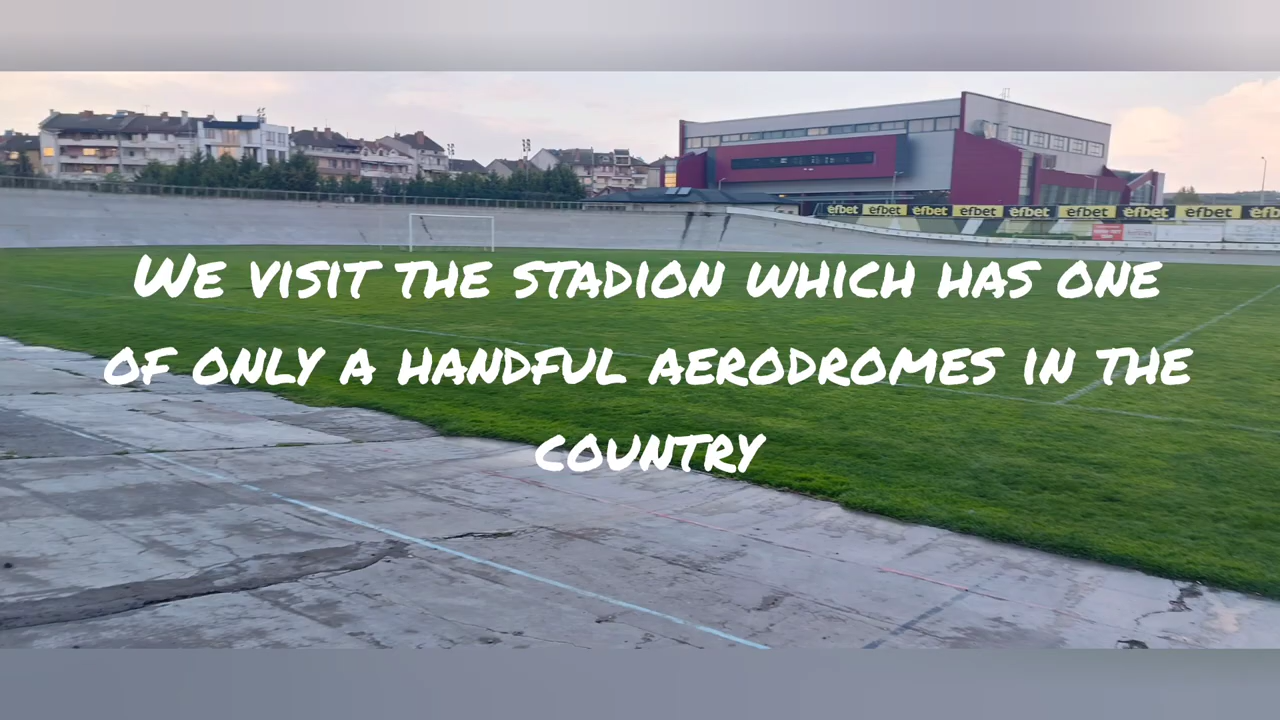 efbet efbet efbet efbet efbet efbet efbet efbet
We visit the stadion which has one
of only a handful aerodromes in the
country